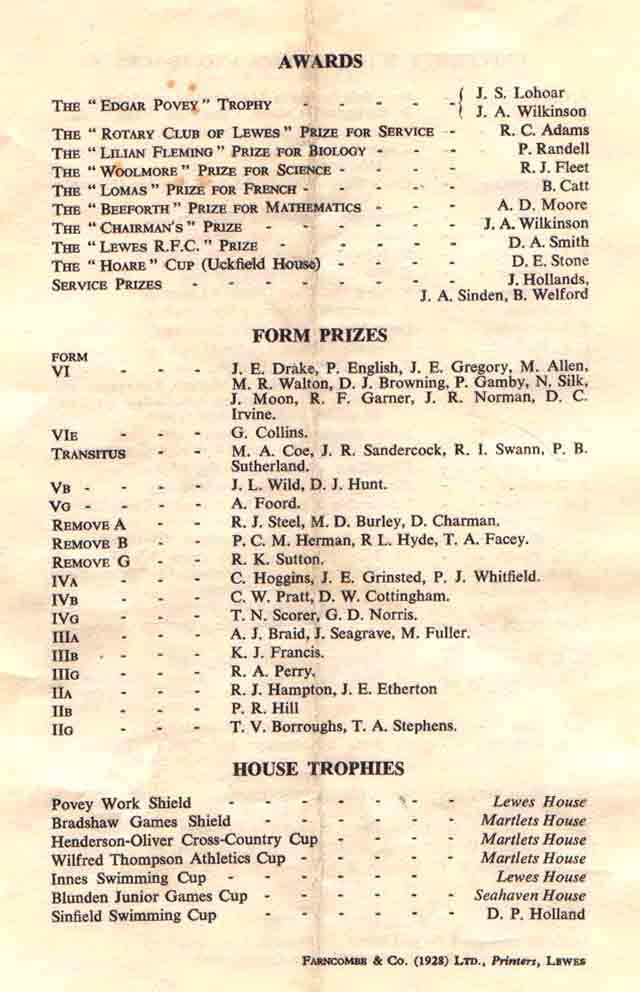 AWARDS
THE " EDGAR POVEY " TROPHY - - - - - { J. S. Lohoar
J. A. Wilkinson
THE " ROTARY CLUB OF LEWES " PRIZE FOR SERVICE - R. C. Adams
THE " LILIAN FLEMING " PRIZE FOR BIOLOGY - - - P. Randell
THE " WOOLMORE " PRIZE FOR SCIENCE - - - - R. J. Fleet
THE " LOMAS " PRIZE FOR FRENCH - - - - - B. Catt
THE " BEEFORTH " PRIZE FOR MATHEMATICS - - - A. D. Moore
THE " CHAIRMAN'S " PRIZE - - - - - - J. A. Wilkinson
THE " LEWES R.F.C. " PRIZE - - - - - D. A. Smith
THE " HOARE " CUP (Uckfield House) - - - - D. E. Stone
SERVICE PRIZES - - - - - - - - J. Hollands,
J. A. Sinden, B. Welford
FORM PRIZES
FORM
VI - - - J. E. Drake, P. English, J. E. Gregory, M. Allen,
M. R. Walton, D. J. Browning, P. Gamby, N. Silk,
J. Moon, R. F. Garner, J. R. Norman, D. C.
Irvine.
VIE - - - G. Collins.
TRANSITUS - - M. A. Coe, J. R. Sandercock, R. I. Swann, P. B.
Sutherland.
VB - - - - J. L. Wild, D. J. Hunt.
VG - - - - A. Foord.
REMOVE A - - R. J. Steel, M. D. Burley, D. Charman.
REMOVE B - - P. C. M. Herman, R L. Hyde, T. A. Facey.
REMOVE G - - R. K. Sutton.
IVA - - - C. Hoggins, J. E. Grinsted, P. J. Whitfield.
IVB - - - C. W. Pratt, D. W. Cottingham.
IVG - - - T. N. Scorer, G. D. Norris.
IIIA - - - A. J. Braid, J. Seagrave, M. Fuller.
IIIB - - - - K. J. Francis.
IIIG - - - R. A. Perry.
IIA - - - R. J. Hampton, J. E. Etherton
IIB - - - P. R. Hill
IIG - - - T. V. Borroughs, T. A. Stephens.
HOUSE TROPHIES
Povey Work Shield - - - - - - - Lewes House
Bradshaw Games Shield - - - - - - Martlets House
Henderson-Oliver Cross-Country Cup - - - - Martlets House
Wilfred Thompson Athletics Cup - - - - - Martlets House
Innes Swimming Cup - - - - - - - Lewes House
Blunden Junior Games Cup - - - - - - Seahaven House
Sinfield Swimming Cup - - - - - - D. P. Holland
FARNCOMBE & CO. (1928) LTD., Printers, LEWES